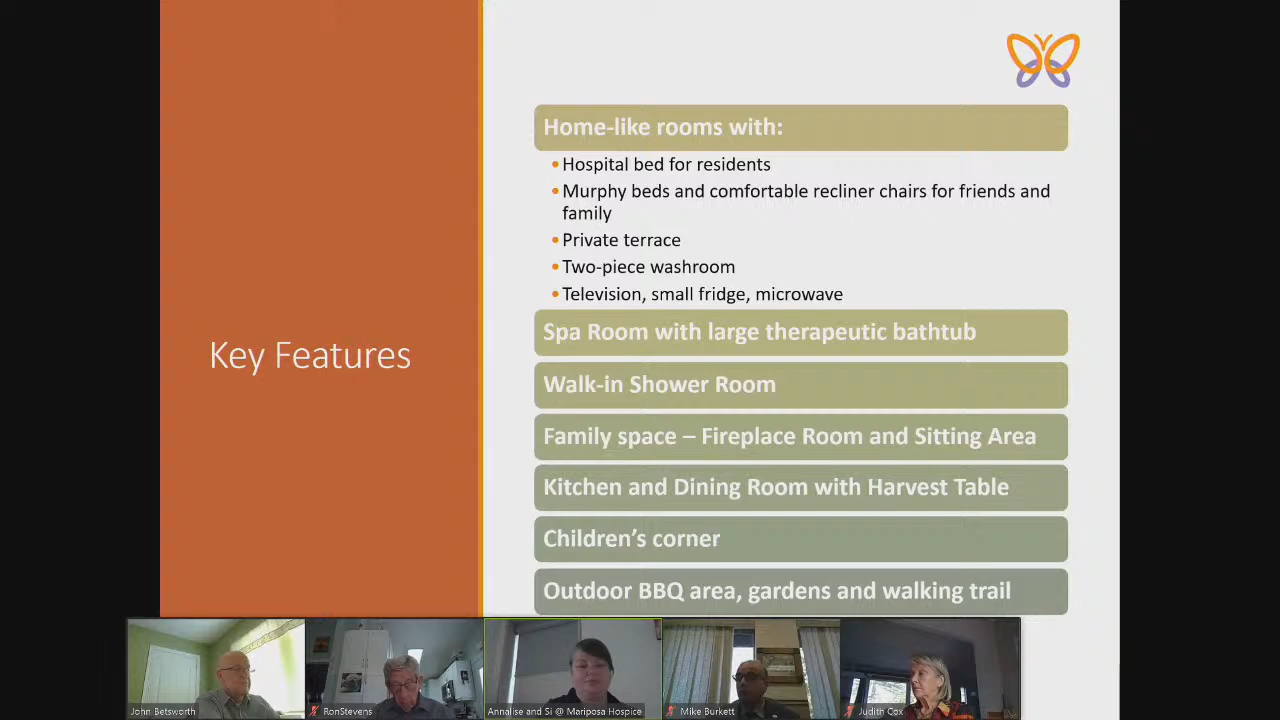 Key Features
Home-like rooms with:
•Hospital bed for residents
•Murphy beds and comfortable recliner chairs for friends and
family
•Private terrace
•Two-piece washroom
•Television, small fridge, microwave
Spa Room with large therapeutic bathtub
Walk-in Shower Room
Family space – Fireplace Room and Sitting Area
Kitchen and Dining Room with Harvest Table
Children’s corner
Outdoor BBQ area, gardens and walking trail
John Betsworth
RonStevens
Annalise and Si @ Mariposa Hospice
Mike Burkett
Judith Cox